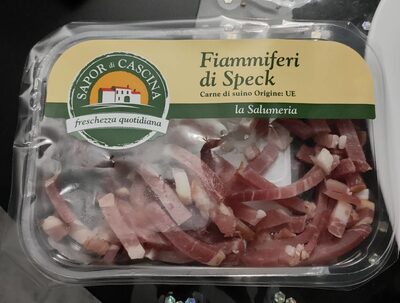 SAPOR di CASCINA
freschezza quotidiana
Fiammiferi
di Speck
Carne di suino Origine: UE
la Salumeria